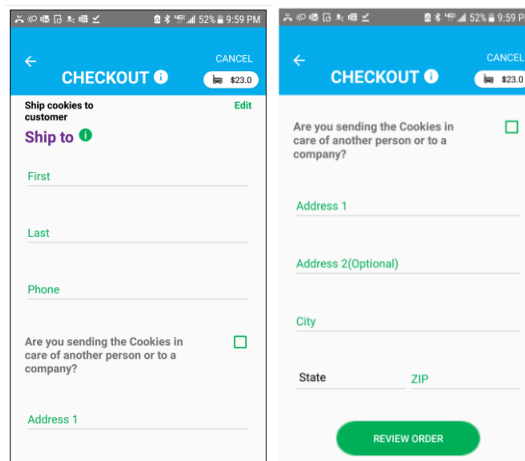 52% 9:59 PM
CANCEL
CHECKOUT i
$23.0
Ship cookies to
customer
Edit
Ship to i
First
Last
Phone
Are you sending the Cookies in
care of another person or to a
company?
Address 1
52% 9:59 P
CANCEL
CHECKOUT i
$23.0
Are you sending the Cookies in
care of another person or to a
company?
Address 1
Address 2(Optional)
City
State ZIP
REVIEW ORDER